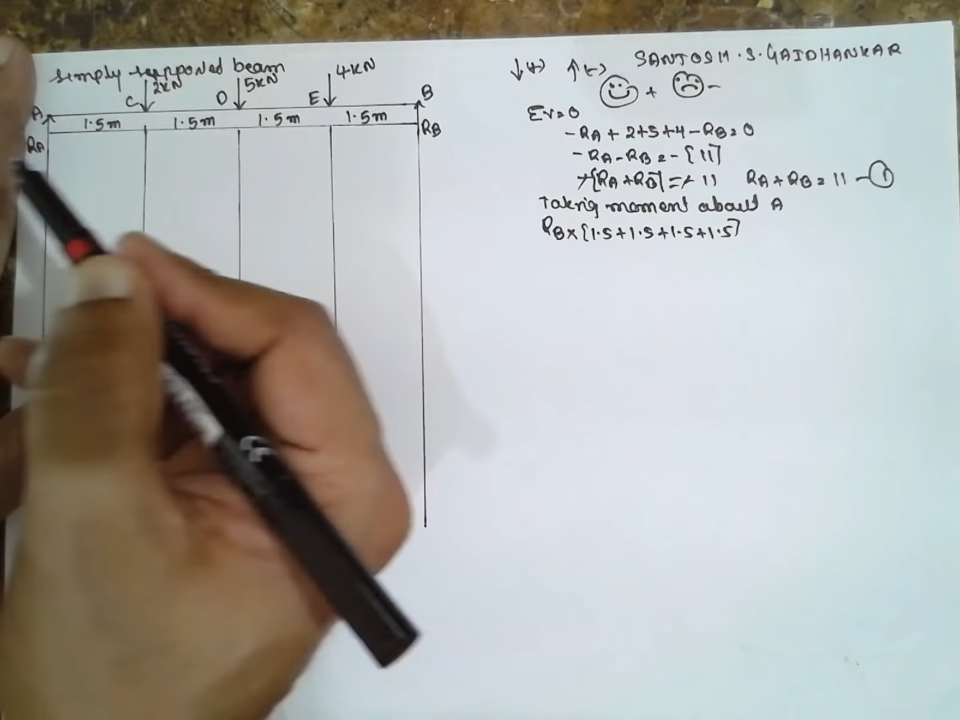 Simply supported beam
2KN 5KN 4KN
A C D E B
1.5m 1.5m 1.5m 1.5m
RA RB
↓(+) ↑(-) SANTOSH.S.GAIDHANKAR
+ -
Σv=0
-RA+2+5+4-RB=0
-RA-RB=-[11]
-[RA+RB]=-11 RA+RB=11-①
Taking moment about A
RB×[1.5+1.5+1.5+1.5]